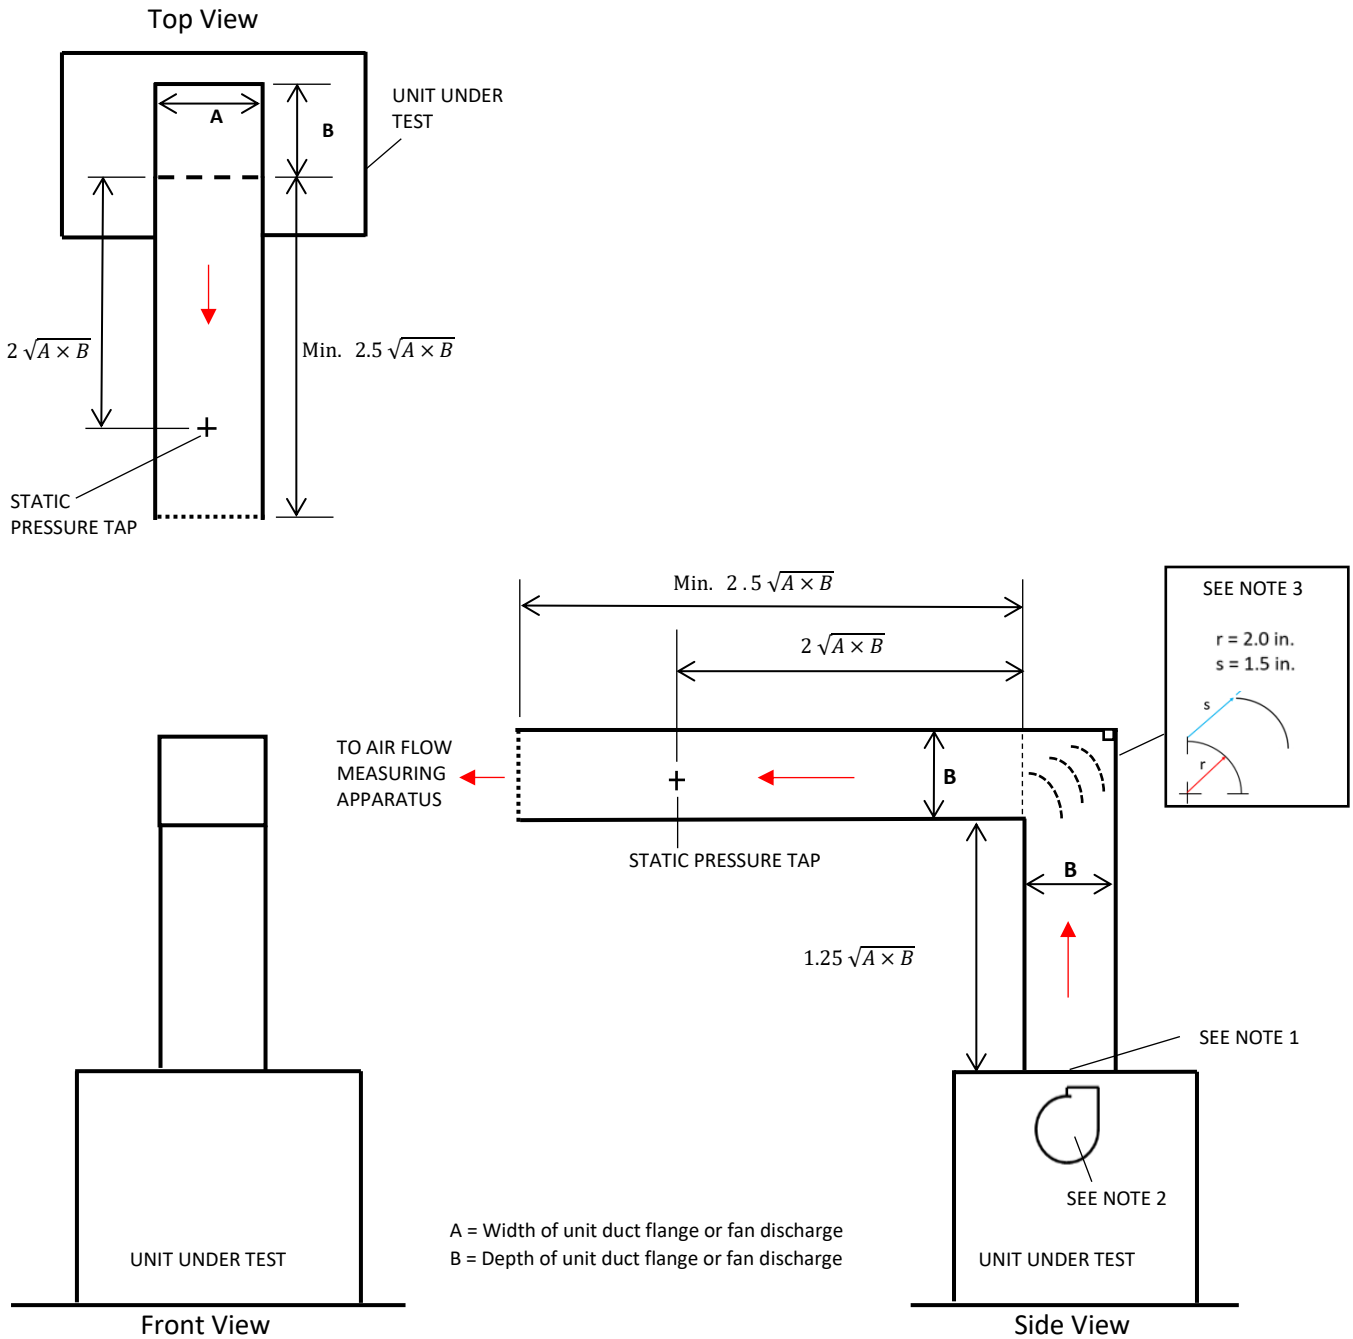 Top View
UNIT UNDER
TEST
A
B
2 √(A × B)
Min. 2.5 √(A × B)
STATIC
PRESSURE TAP
Min. 2.5 √(A × B)
SEE NOTE 3
r = 2.0 in.
s = 1.5 in.
s
r
2 √(A × B)
TO AIR FLOW
MEASURING
APPARATUS
B
STATIC PRESSURE TAP
B
1.25 √(A × B)
SEE NOTE 1
SEE NOTE 2
A = Width of unit duct flange or fan discharge
B = Depth of unit duct flange or fan discharge
UNIT UNDER TEST
UNIT UNDER TEST
Front View
Side View